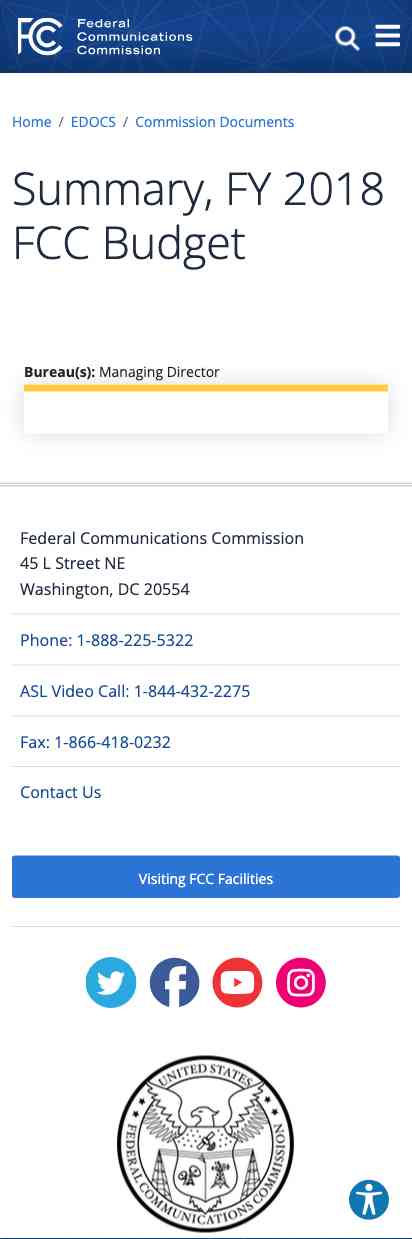 FC
Federal
Communications
Commission
Home / EDOCS / Commission Documents
Summary, FY 2018
FCC Budget
Bureau(s): Managing Director
Federal Communications Commission
45 L Street NE
Washington, DC 20554
Phone: 1-888-225-5322
ASL Video Call: 1-844-432-2275
Fax: 1-866-418-0232
Contact Us
Visiting FCC Facilities
UNITED STATES
FEDERAL COMMUNICATIONS COMMISSION